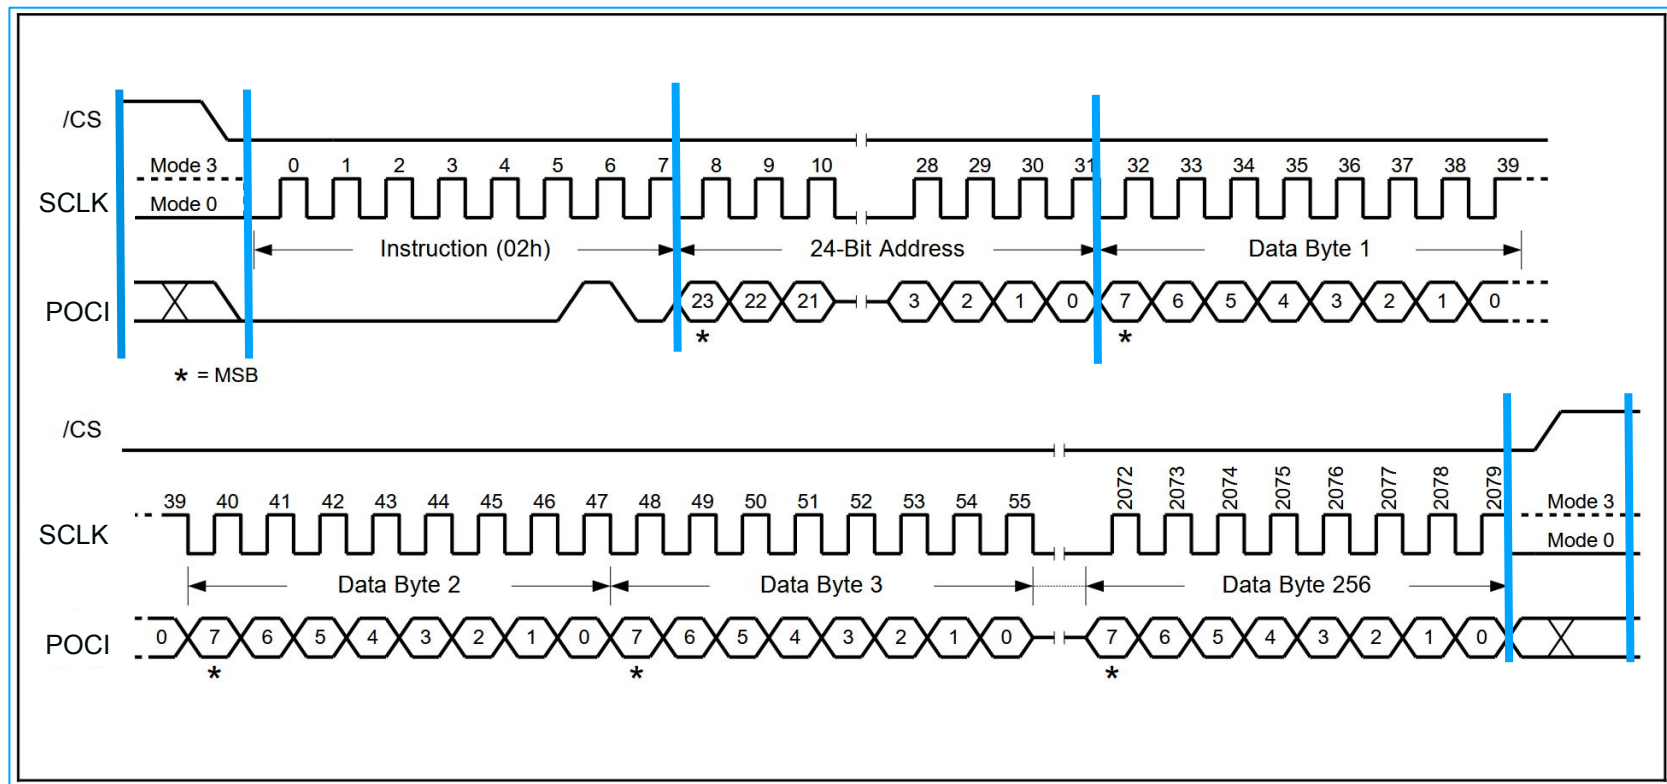 /CS
Mode 3 0 1 2 3 4 5 6 7 8 9 10 28 29 30 31 32 33 34 35 36 37 38 39
SCLK Mode 0
Instruction (02h) 24-Bit Address Data Byte 1
POCI 23 22 21 3 2 1 0 7 6 5 4 3 2 1 0
* *
* = MSB
/CS
39 40 41 42 43 44 45 46 47 48 49 50 51 52 53 54 55 2072 2073 2074 2075 2076 2077 2078 2079 Mode 3
SCLK Mode 0
Data Byte 2 Data Byte 3 Data Byte 256
POCI 0 7 6 5 4 3 2 1 0 7 6 5 4 3 2 1 0 7 6 5 4 3 2 1 0
* * *